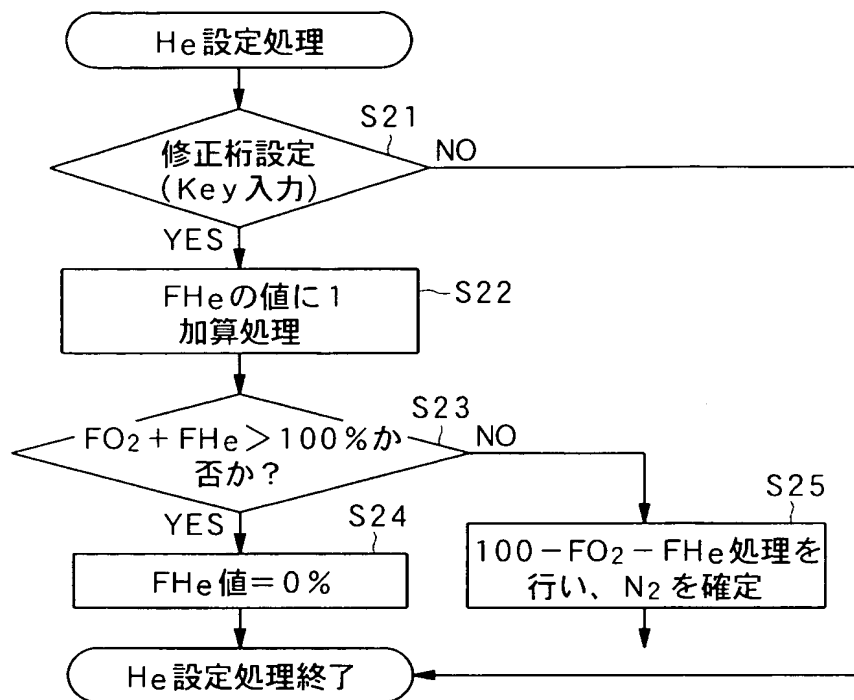 He設定処理
S21
修正桁設定
(Key入力)
NO
YES
FHeの値に1
加算処理
S22
S23
FO₂+FHe>100%か
否か?
NO
YES
S24
FHe値=0%
S25
100-FO₂-FHe処理を
行い、N₂を確定
He設定処理終了